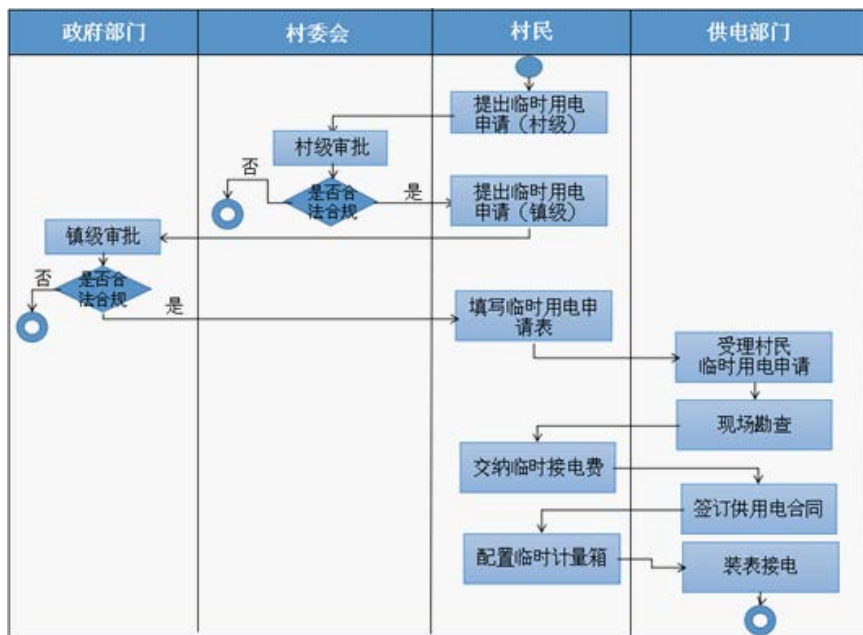 政府部门
村委会
村民
供电部门
提出临时用电
申请（村级）
村级审批
否
是否合
法合规
是
提出临时用电
申请（镇级）
镇级审批
否
是否合
法合规
是
填写临时用电申
请表
受理村民
临时用电申请
现场勘查
交纳临时接电费
签订供用电合同
配置临时计量箱
装表接电